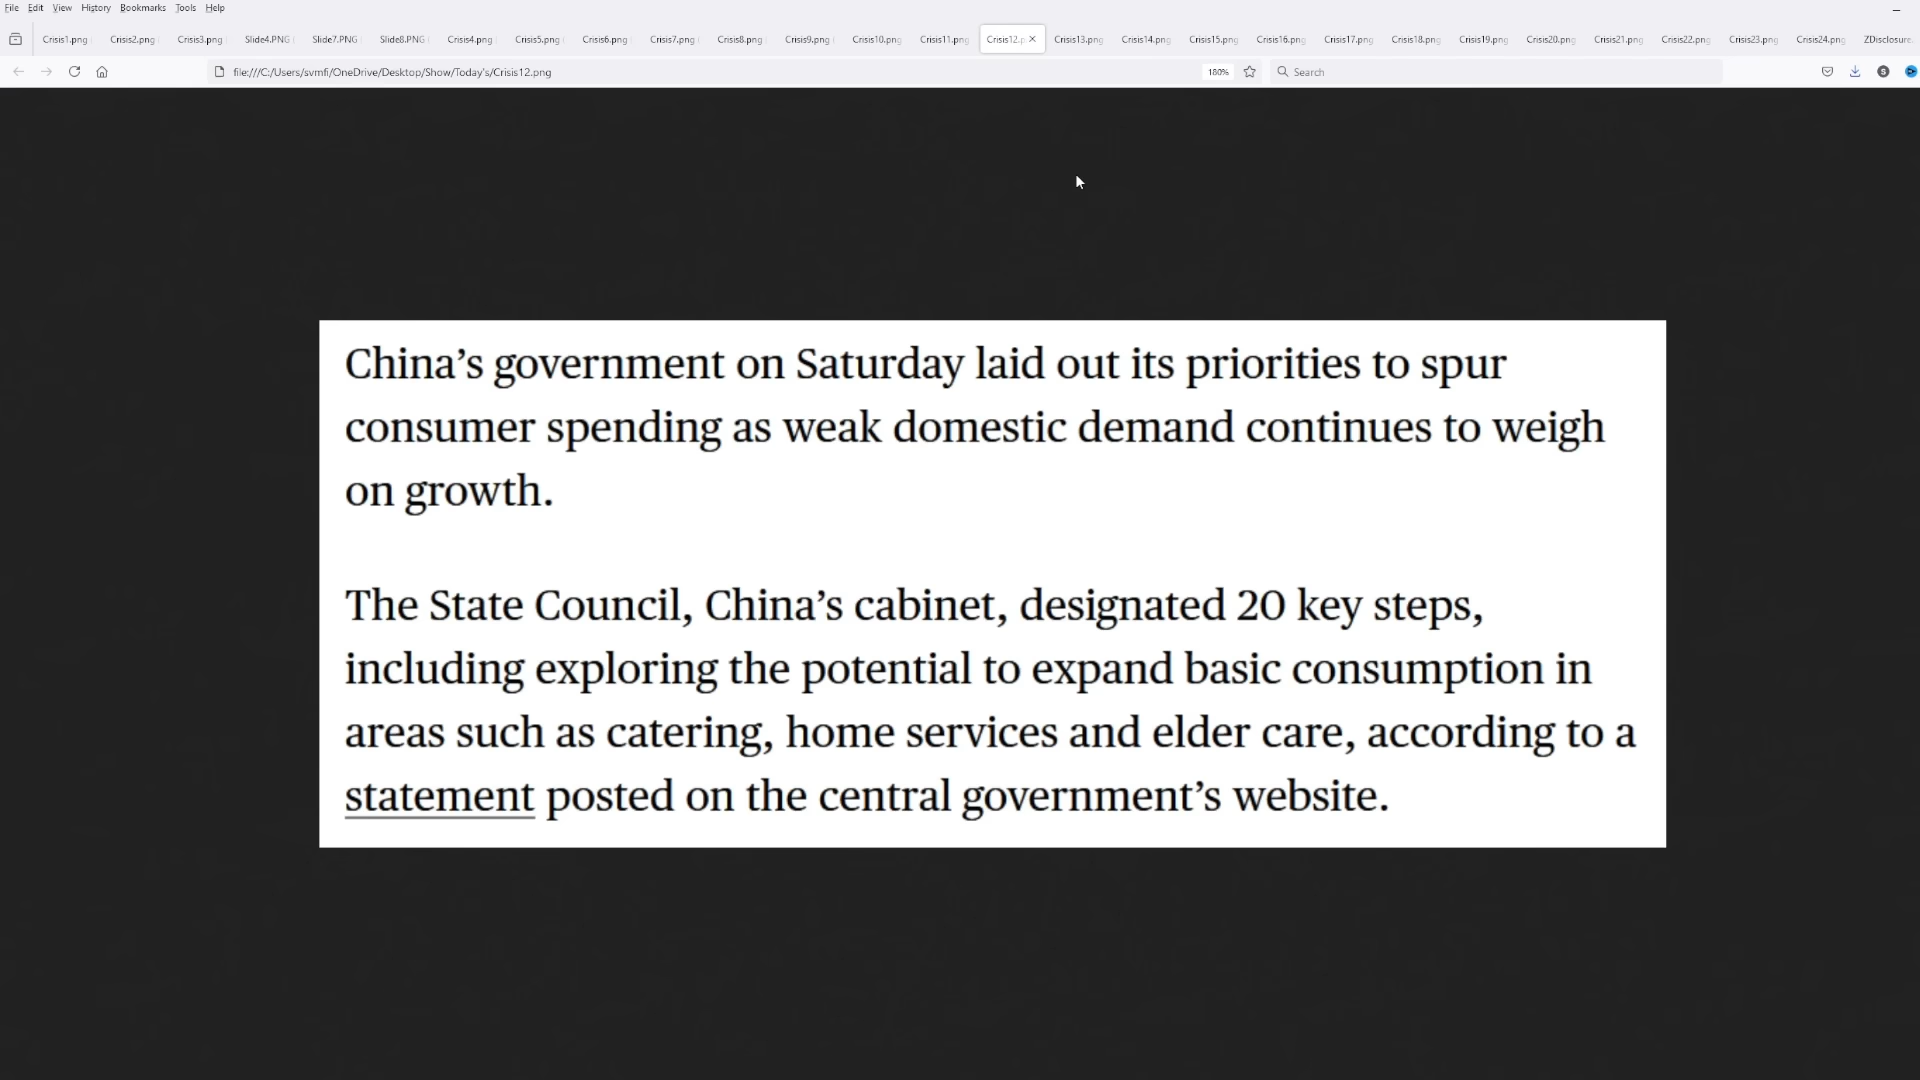 File Edit View History Bookmarks Tools Help
Crisis1.png Crisis2.png Crisis3.png Slide4.PNG Slide7.PNG Slide8.PNG Crisis4.png Crisis5.png Crisis6.png Crisis7.png Crisis8.png Crisis9.png Crisis10.png Crisis11.png Crisis12.p Crisis13.png Crisis14.png Crisis15.png Crisis16.png Crisis17.png Crisis18.png Crisis19.png Crisis20.png Crisis21.png Crisis22.png Crisis23.png Crisis24.png ZDisclosure.
file:///C:/Users/svmfi/OneDrive/Desktop/Show/Today's/Crisis12.png 180% Search S
China’s government on Saturday laid out its priorities to spur
consumer spending as weak domestic demand continues to weigh
on growth.
The State Council, China’s cabinet, designated 20 key steps,
including exploring the potential to expand basic consumption in
areas such as catering, home services and elder care, according to a
statement posted on the central government’s website.